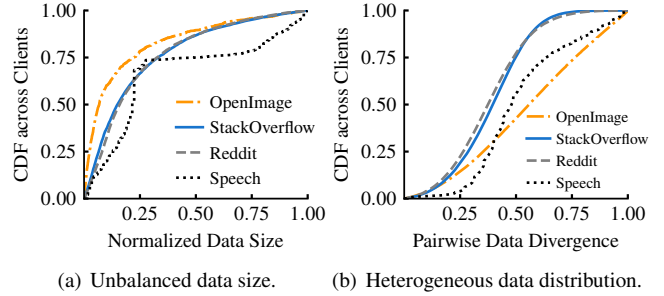 CDF across Clients
1.00
0.75
0.50
0.25
0.00
OpenImage
StackOverflow
Reddit
Speech
0.25 0.50 0.75 1.00
Normalized Data Size
(a) Unbalanced data size.
CDF across Clients
1.00
0.75
0.50
0.25
0.00
OpenImage
StackOverflow
Reddit
Speech
0.25 0.50 0.75 1.00
Pairwise Data Divergence
(b) Heterogeneous data distribution.